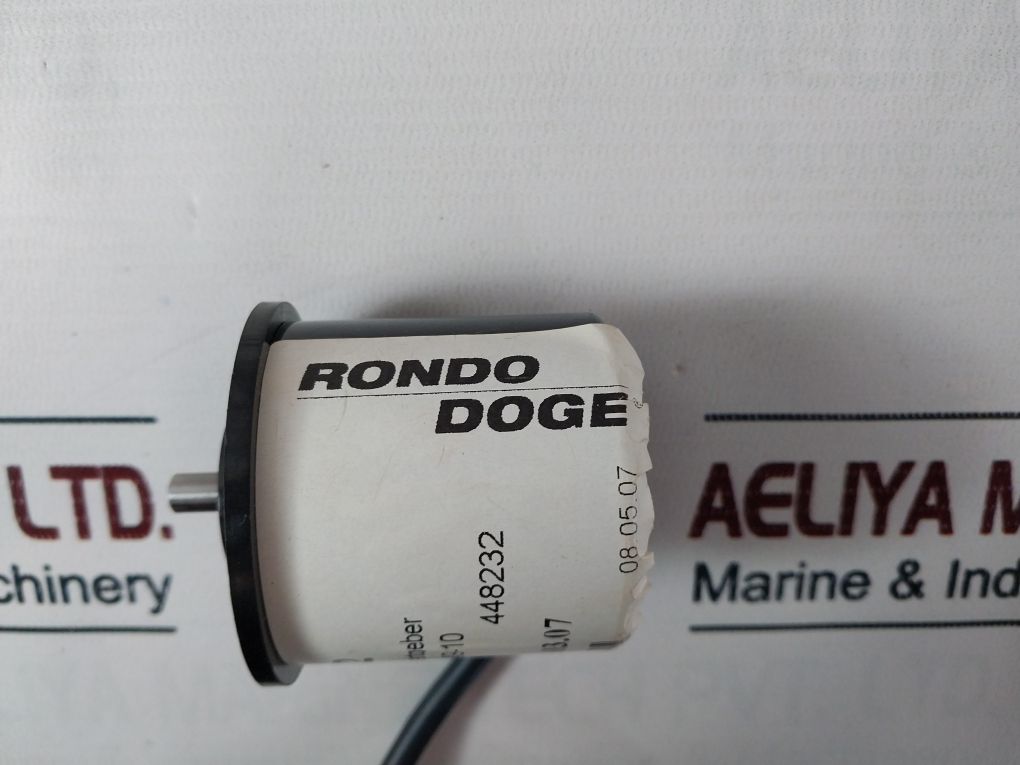 RONDO
DOGE
08.05.07
448232
LTD.
AELIYA M
chinery
Marine & Ind